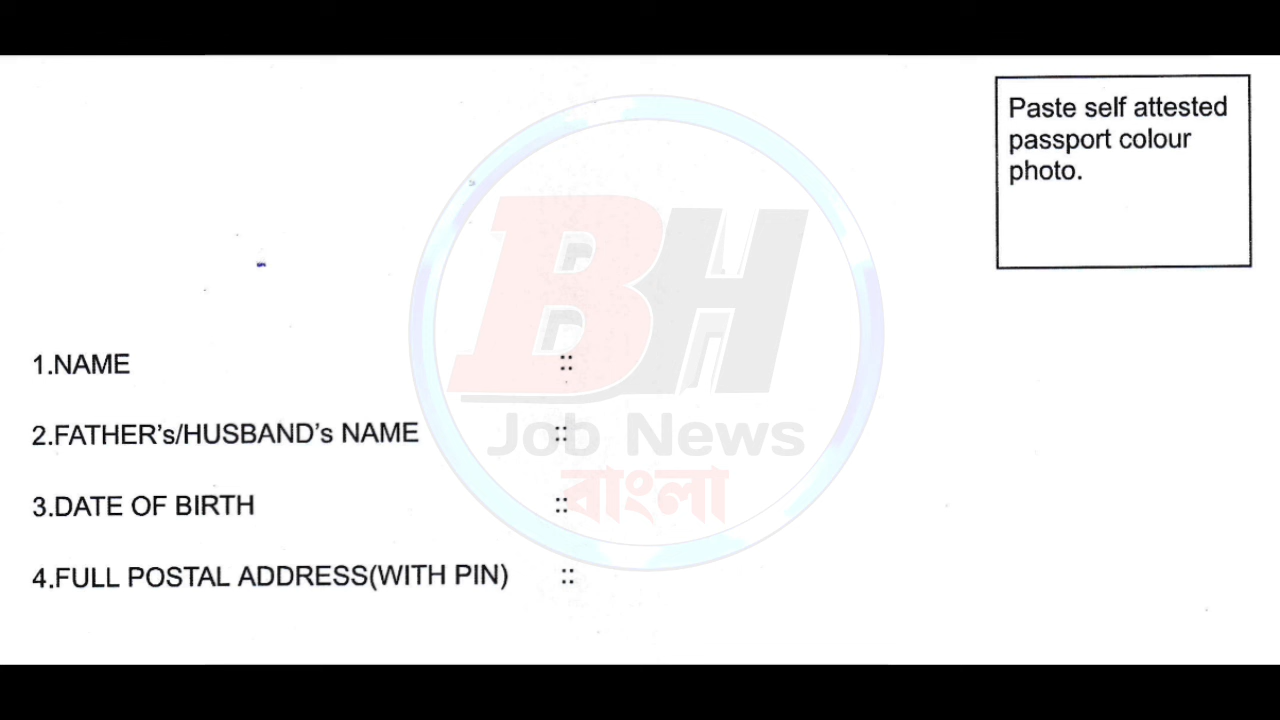 Paste self attested
passport colour
photo.
BH
1.NAME ::
2.FATHER's/HUSBAND's NAME ::
Job News
বাংলা
3.DATE OF BIRTH ::
4.FULL POSTAL ADDRESS(WITH PIN) ::